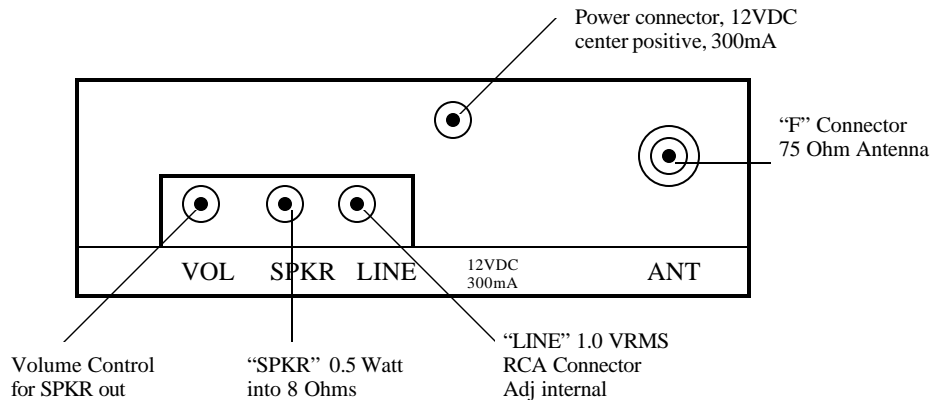 Power connector, 12VDC
center positive, 300mA
“F” Connector
75 Ohm Antenna
VOL SPKR LINE 12VDC
300mA ANT
Volume Control
for SPKR out
“SPKR” 0.5 Watt
into 8 Ohms
“LINE” 1.0 VRMS
RCA Connector
Adj internal